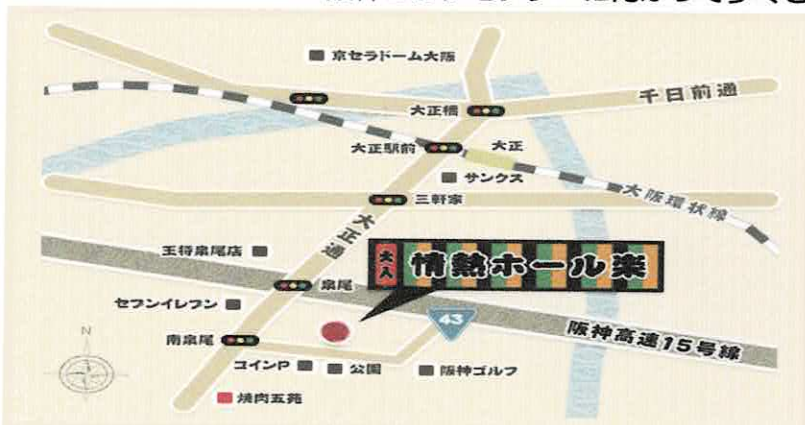 京セラドーム大阪
千日前通
大正橋
大正駅前
大正
サンクス
大阪環状線
三軒家
大正通
王将泉尾店
大入
情熱ホール楽
泉尾
セブンイレブン
43
阪神高速15号線
南泉尾
コインP
公園
阪神ゴルフ
焼肉五苑
N